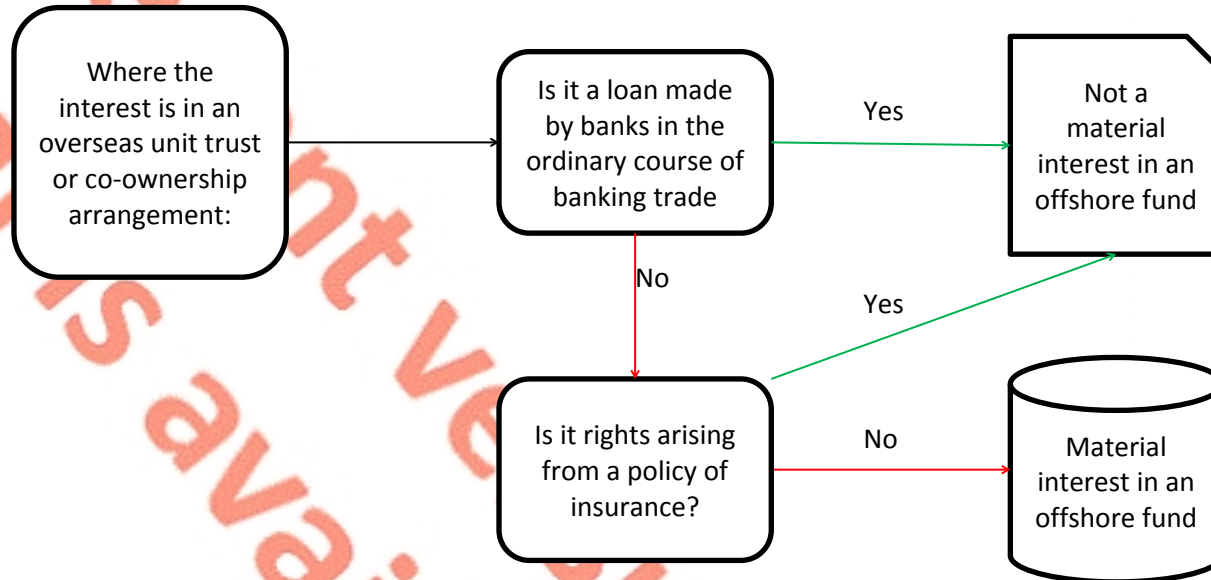 Where the
interest is in an
overseas unit trust
or co-ownership
arrangement:
Is it a loan made
by banks in the
ordinary course of
banking trade
Yes
Not a
material
interest in an
offshore fund
No
Yes
Is it rights arising
from a policy of
insurance?
No
Material
interest in an
offshore fund
is avai